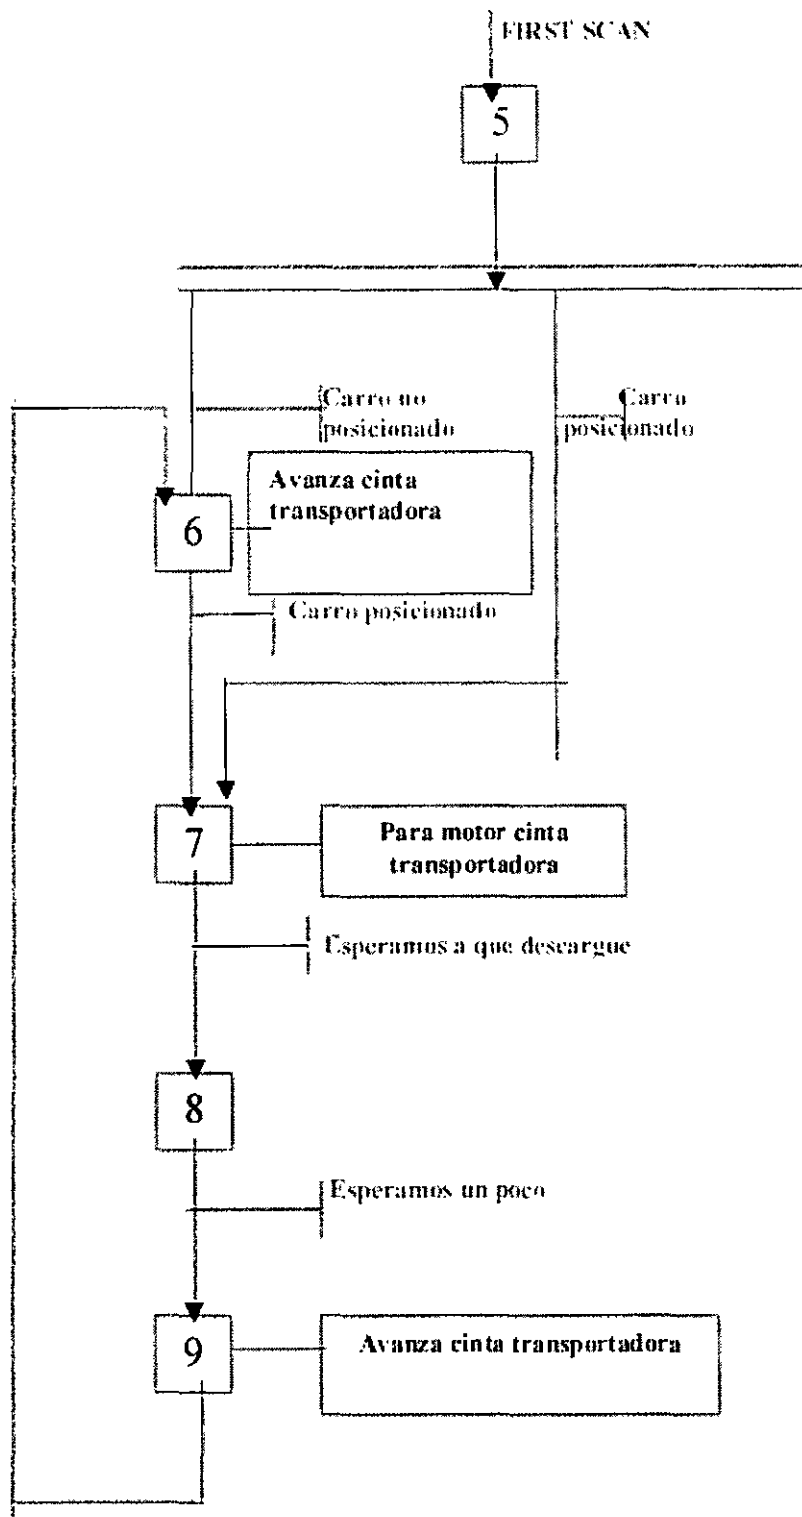 FIRST SCAN
5
Carro no
posicionado
Carro
posicionado
Avanza cinta
transportadora
6
Carro posicionado
7
Para motor cinta
transportadora
Esperamos a que descargue
8
Esperamos un poco
9
Avanza cinta transportadora